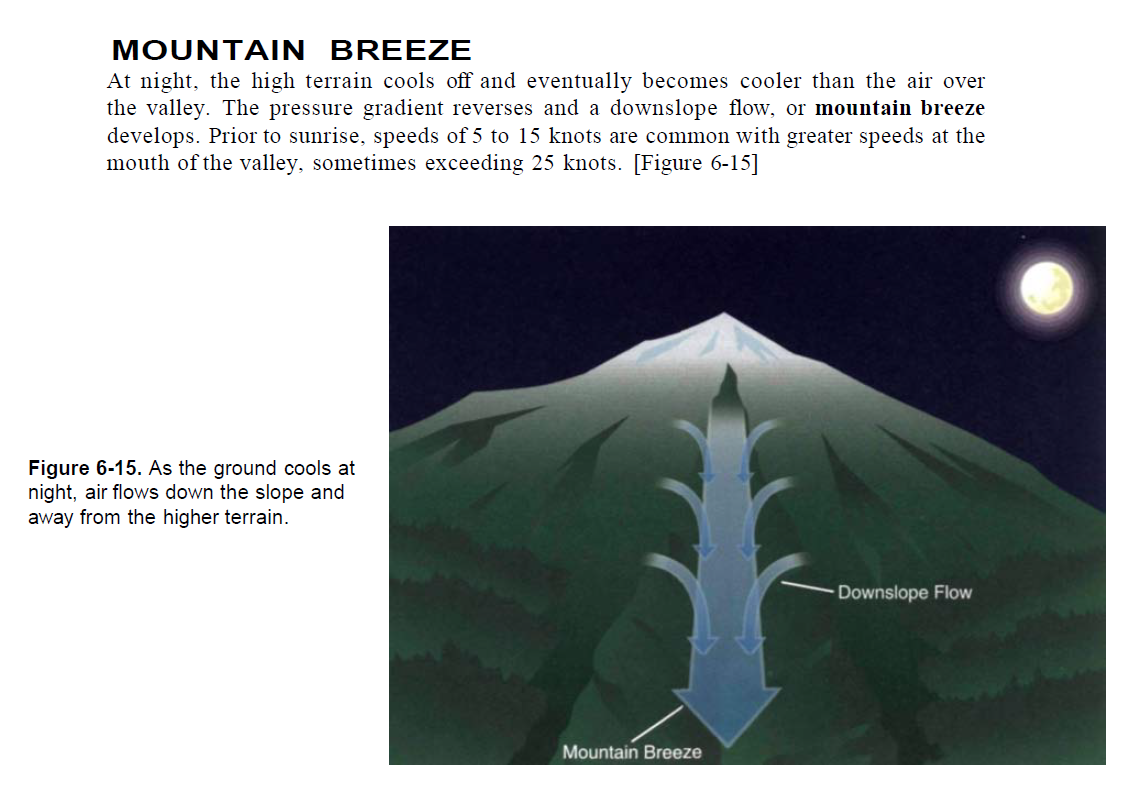 MOUNTAIN BREEZE
At night, the high terrain cools off and eventually becomes cooler than the air over
the valley. The pressure gradient reverses and a downslope flow, or mountain breeze
develops. Prior to sunrise, speeds of 5 to 15 knots are common with greater speeds at the
mouth of the valley, sometimes exceeding 25 knots. [Figure 6-15]
Figure 6-15. As the ground cools at
night, air flows down the slope and
away from the higher terrain.
Downslope Flow
Mountain Breeze